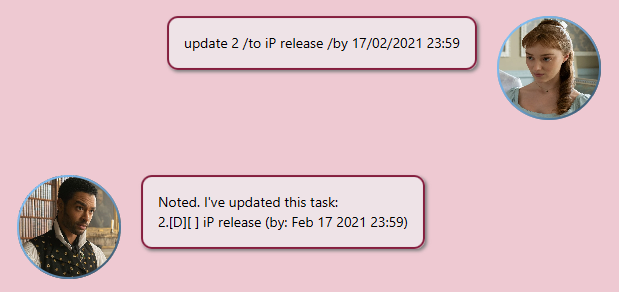 update 2 /to iP release /by 17/02/2021 23:59
Noted. I've updated this task:
2.[D][ ] iP release (by: Feb 17 2021 23:59)